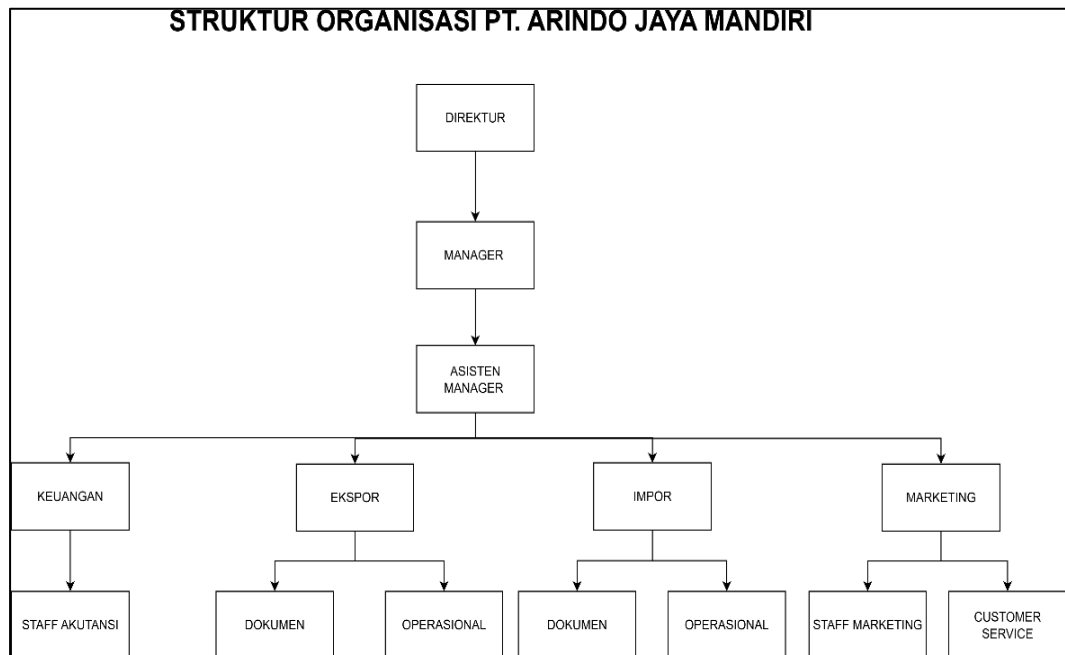 STRUKTUR ORGANISASI PT. ARINDO JAYA MANDIRI
DIREKTUR
MANAGER
ASISTEN
MANAGER
KEUANGAN
EKSPOR
IMPOR
MARKETING
STAFF AKUTANSI
DOKUMEN
OPERASIONAL
DOKUMEN
OPERASIONAL
STAFF MARKETING
CUSTOMER
SERVICE